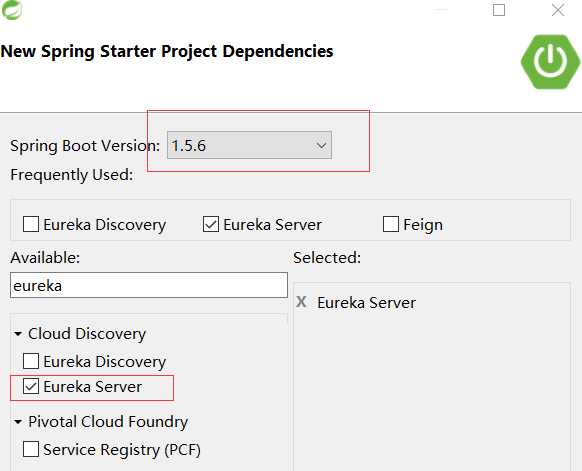 New Spring Starter Project Dependencies
Spring Boot Version: 1.5.6
Frequently Used:
Eureka Discovery Eureka Server Feign
Available: Selected:
eureka
X Eureka Server
Cloud Discovery
Eureka Discovery
Eureka Server
Pivotal Cloud Foundry
Service Registry (PCF)